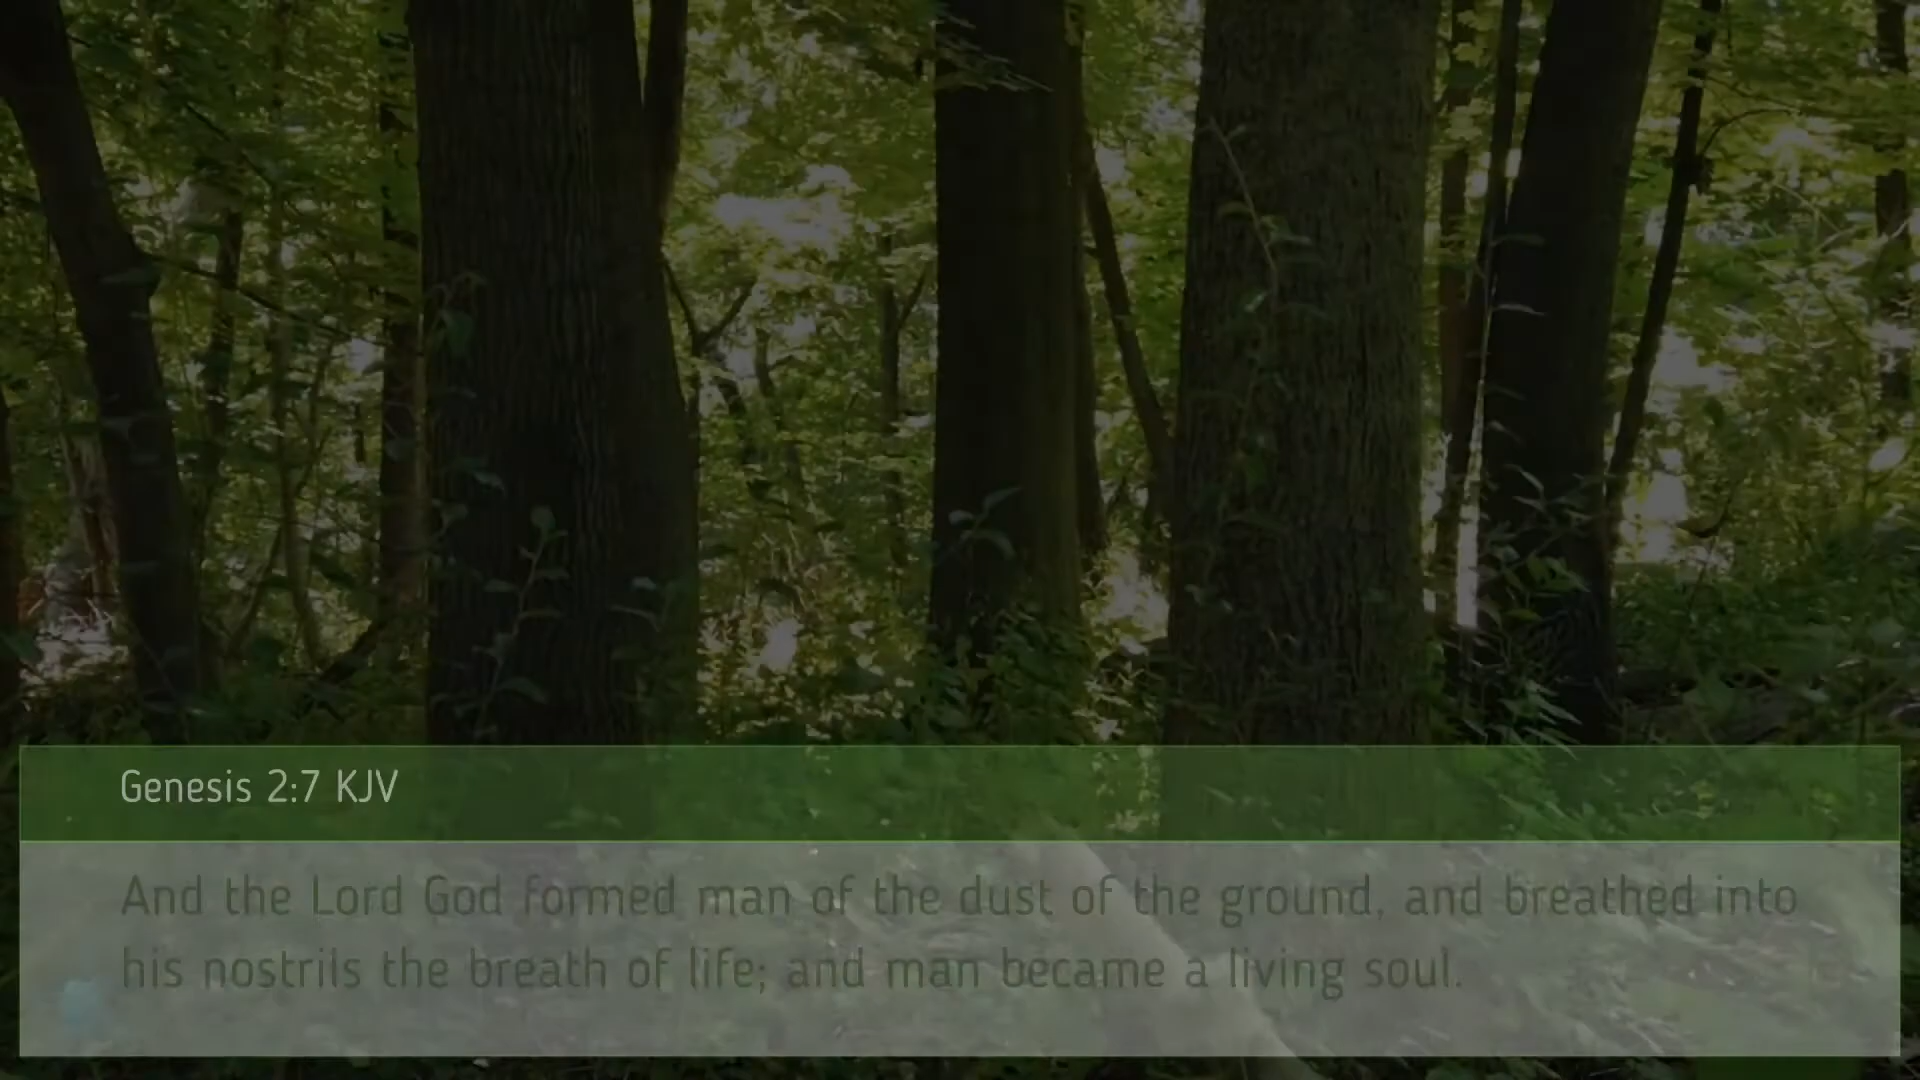 Genesis 2:7 KJV
And the Lord God formed man of the dust of the ground, and breathed into
his nostrils the breath of life; and man became a living soul.